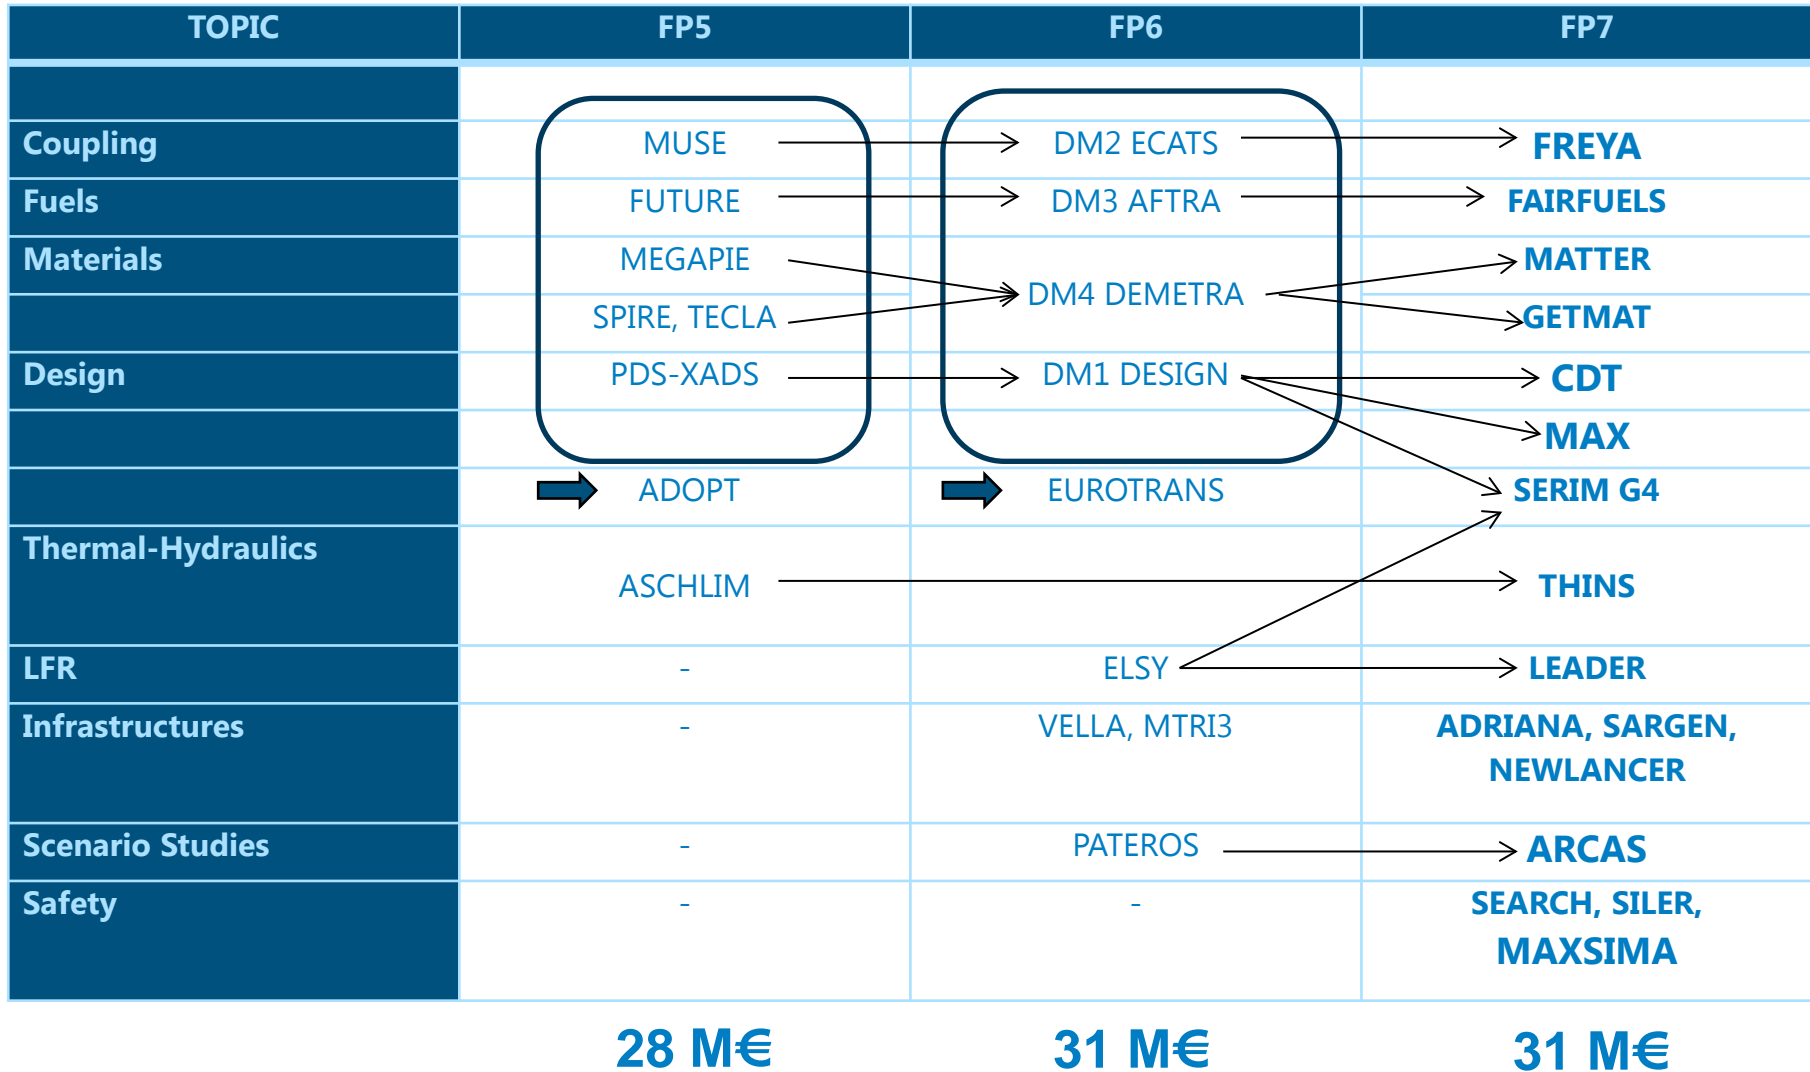 TOPIC FP5 FP6 FP7
Coupling MUSE DM2 ECATS FREYA
Fuels FUTURE DM3 AFTRA FAIRFUELS
Materials MEGAPIE MATTER
DM4 DEMETRA
SPIRE, TECLA GETMAT
Design PDS-XADS DM1 DESIGN CDT
MAX
ADOPT EUROTRANS SERIM G4
Thermal-Hydraulics
ASCHLIM THINS
LFR - ELSY LEADER
Infrastructures - VELLA, MTRI3 ADRIANA, SARGEN,
NEWLANCER
Scenario Studies - PATEROS ARCAS
Safety - - SEARCH, SILER,
MAXSIMA
28 M€ 31 M€ 31 M€